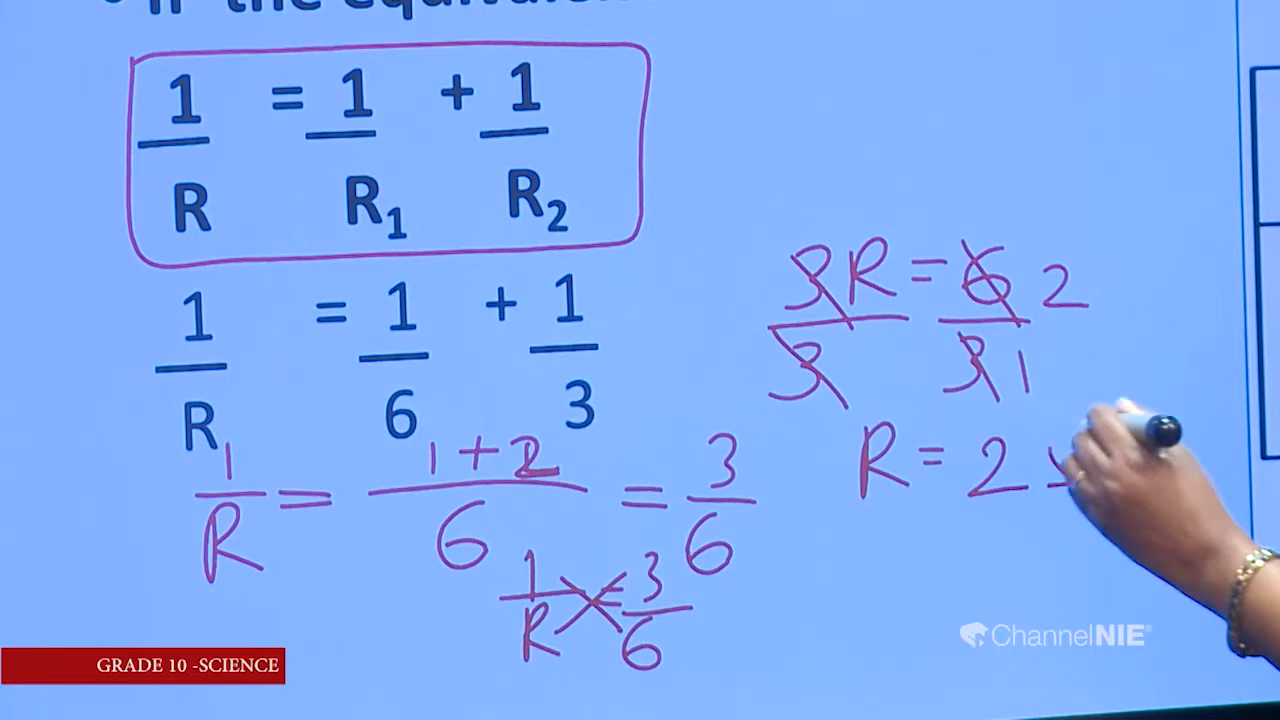 the
1 = 1 + 1
R R1 R2
1 = 1 + 1
R 6 3
1 = 1 + 2 = 3
R 6 6
1 3
R 6
3R = 6 2
3 3 1
R = 2
GRADE 10 -SCIENCE
ChannelNIE®